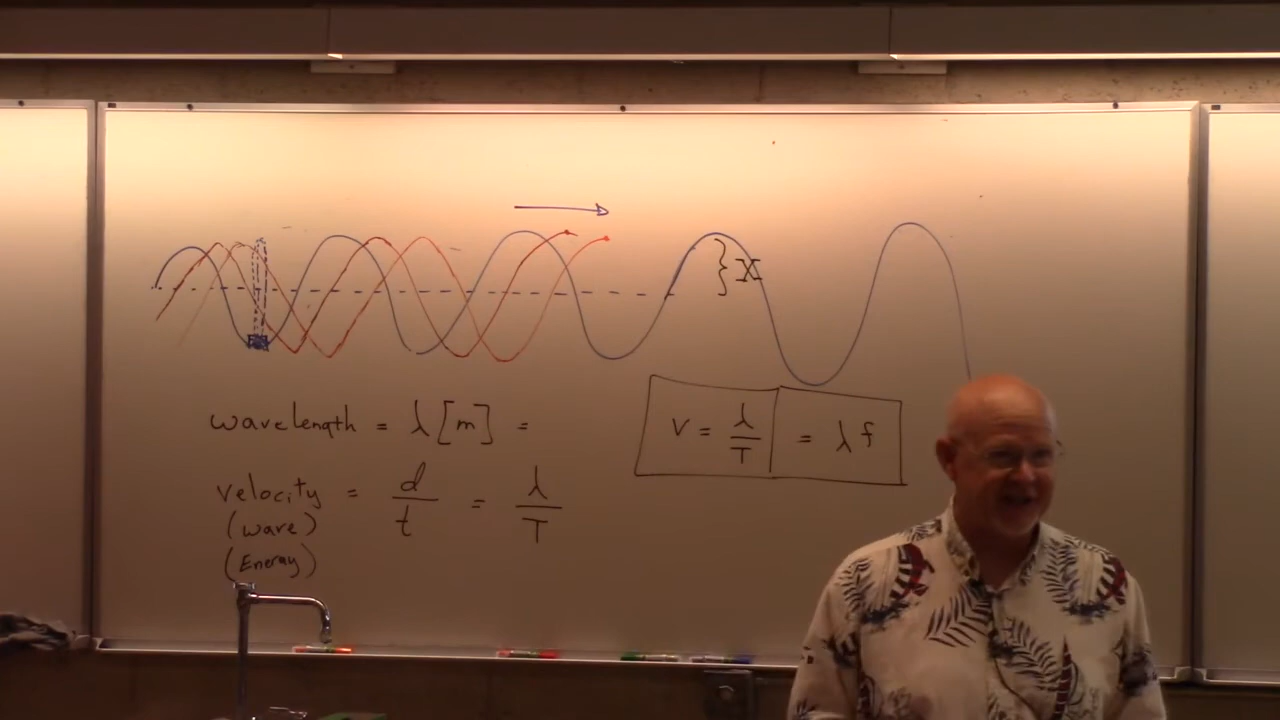 } X
wavelength = λ [m] =
v = λ/T = λf
velocity = d/t = λ/T
(wave)
(Energy)